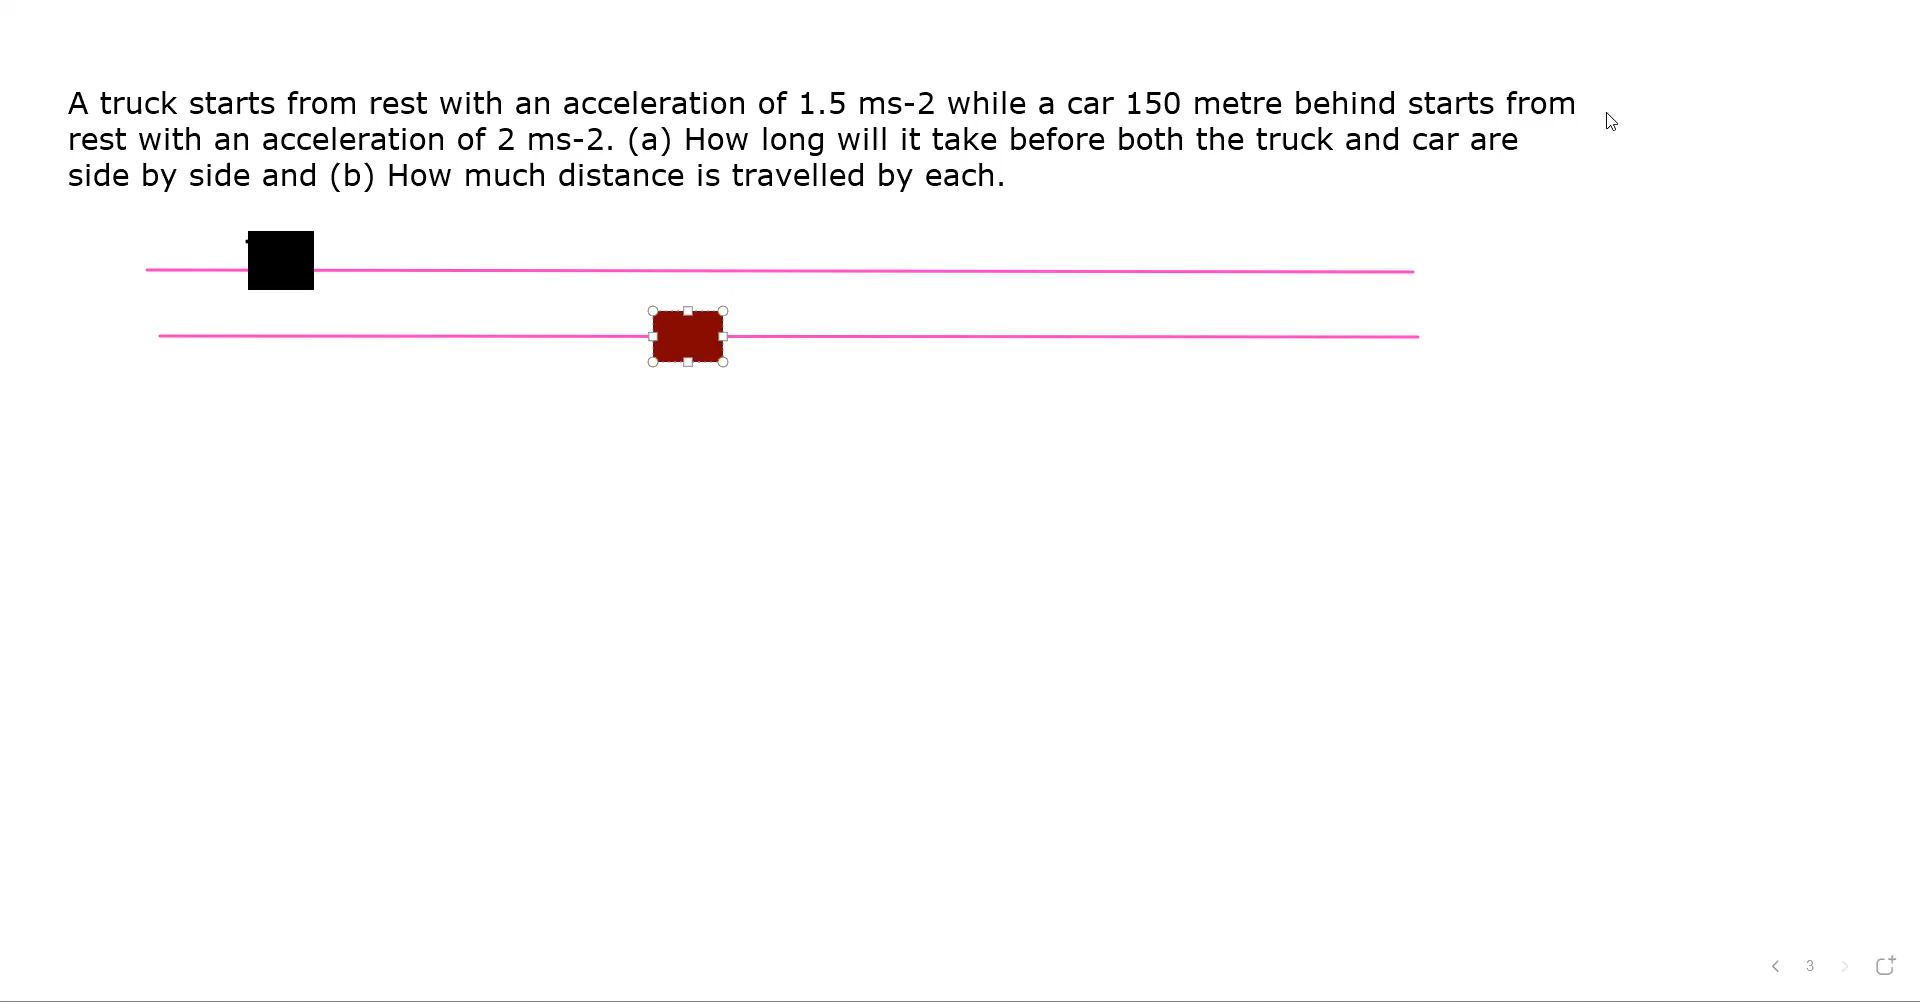 A truck starts from rest with an acceleration of 1.5 ms-2 while a car 150 metre behind starts from
rest with an acceleration of 2 ms-2. (a) How long will it take before both the truck and car are
side by side and (b) How much distance is travelled by each.
3